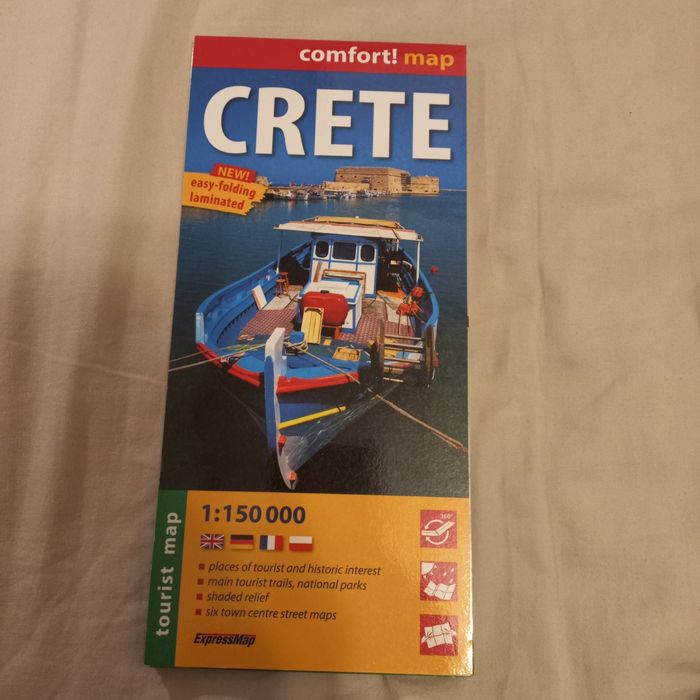 comfort! map
CRETE
NEW!
easy-folding
laminated
1:150 000
places of tourist and historic interest
main tourist trails, national parks
shaded relief
six town centre street maps
tourist map
ExpressMap
360°